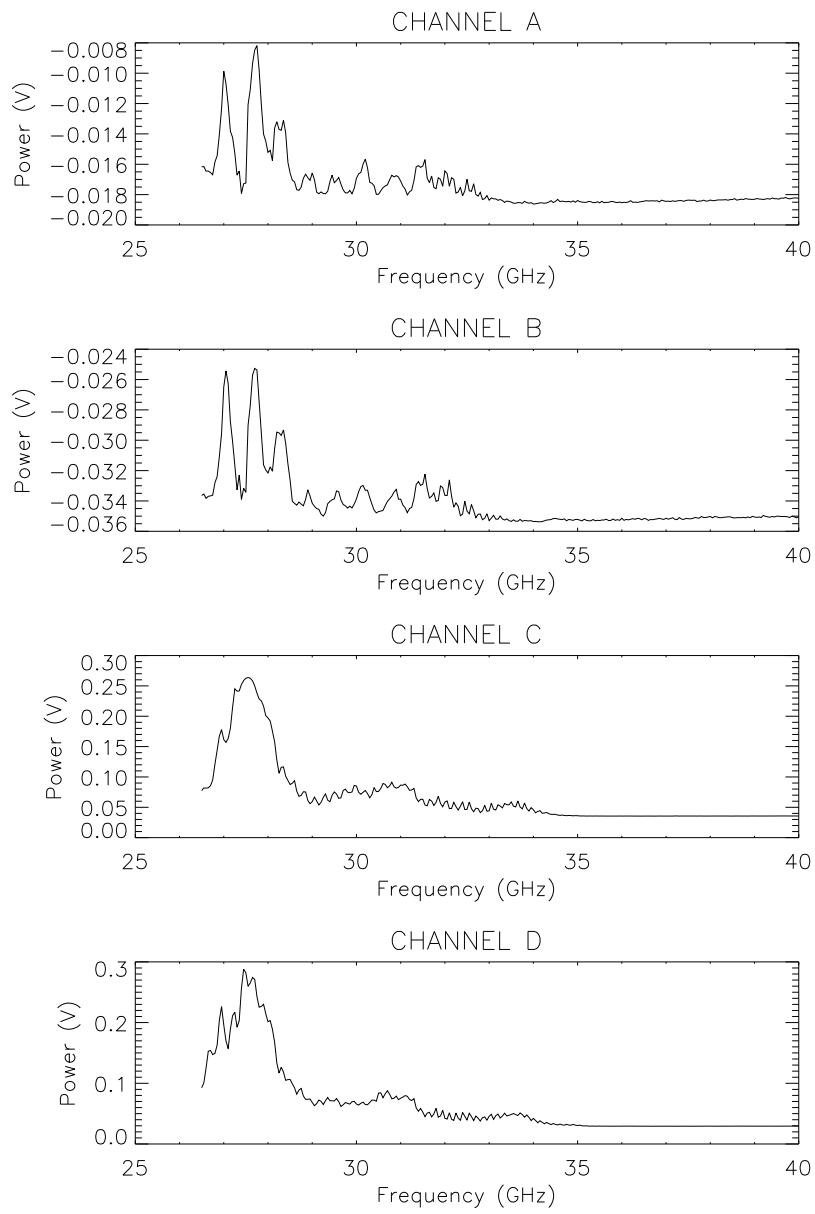 CHANNEL A
−0.008
−0.010
−0.012
−0.014
−0.016
−0.018
−0.020
Power (V)
25 30 35 40
Frequency (GHz)
CHANNEL B
−0.024
−0.026
−0.028
−0.030
−0.032
−0.034
−0.036
Power (V)
25 30 35 40
Frequency (GHz)
CHANNEL C
0.30
0.25
0.20
0.15
0.10
0.05
0.00
Power (V)
25 30 35 40
Frequency (GHz)
CHANNEL D
0.3
0.2
0.1
0.0
Power (V)
25 30 35 40
Frequency (GHz)